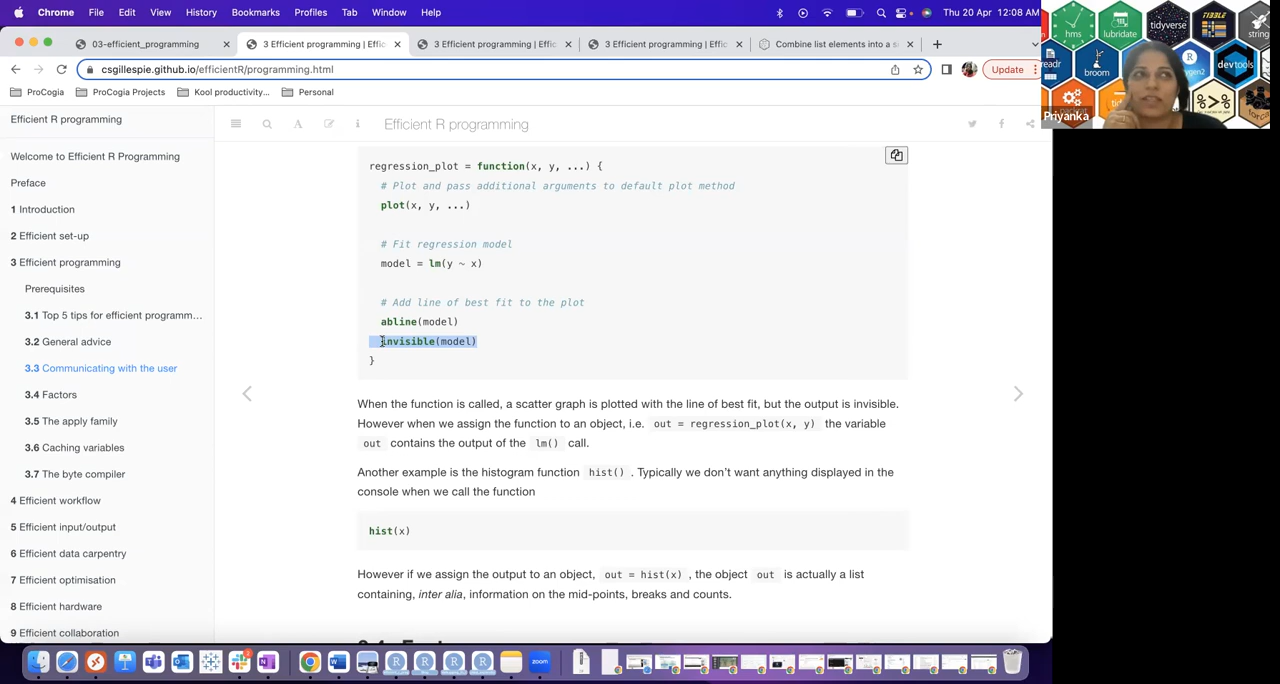 Chrome File Edit View History Bookmarks Profiles Tab Window Help
Thu 20 Apr 12:08 AM
03-efficient_programming
3 Efficient programming | Effic
3 Efficient programming | Effic
3 Efficient programming | Effic
Combine list elements into a s
csgillespie.github.io/efficientR/programming.html
Update
ProCogia
ProCogia Projects
Kool productivity...
Personal
hms
lubridate
tidyverse
FIBBLE
string
readr
broom
devtools
%>%
Priyanka
Efficient R programming
Efficient R programming
Welcome to Efficient R Programming
Preface
1 Introduction
2 Efficient set-up
3 Efficient programming
Prerequisites
3.1 Top 5 tips for efficient programm...
3.2 General advice
3.3 Communicating with the user
3.4 Factors
3.5 The apply family
3.6 Caching variables
3.7 The byte compiler
4 Efficient workflow
5 Efficient input/output
6 Efficient data carpentry
7 Efficient optimisation
8 Efficient hardware
9 Efficient collaboration
regression_plot = function(x, y, ...) {
# Plot and pass additional arguments to default plot method
plot(x, y, ...)
# Fit regression model
model = lm(y ~ x)
# Add line of best fit to the plot
abline(model)
invisible(model)
}
When the function is called, a scatter graph is plotted with the line of best fit, but the output is invisible.
However when we assign the function to an object, i.e. out = regression_plot(x, y) the variable
out contains the output of the lm() call.
Another example is the histogram function hist() . Typically we don't want anything displayed in the
console when we call the function
hist(x)
However if we assign the output to an object, out = hist(x) , the object out is actually a list
containing, inter alia, information on the mid-points, breaks and counts.
zoom